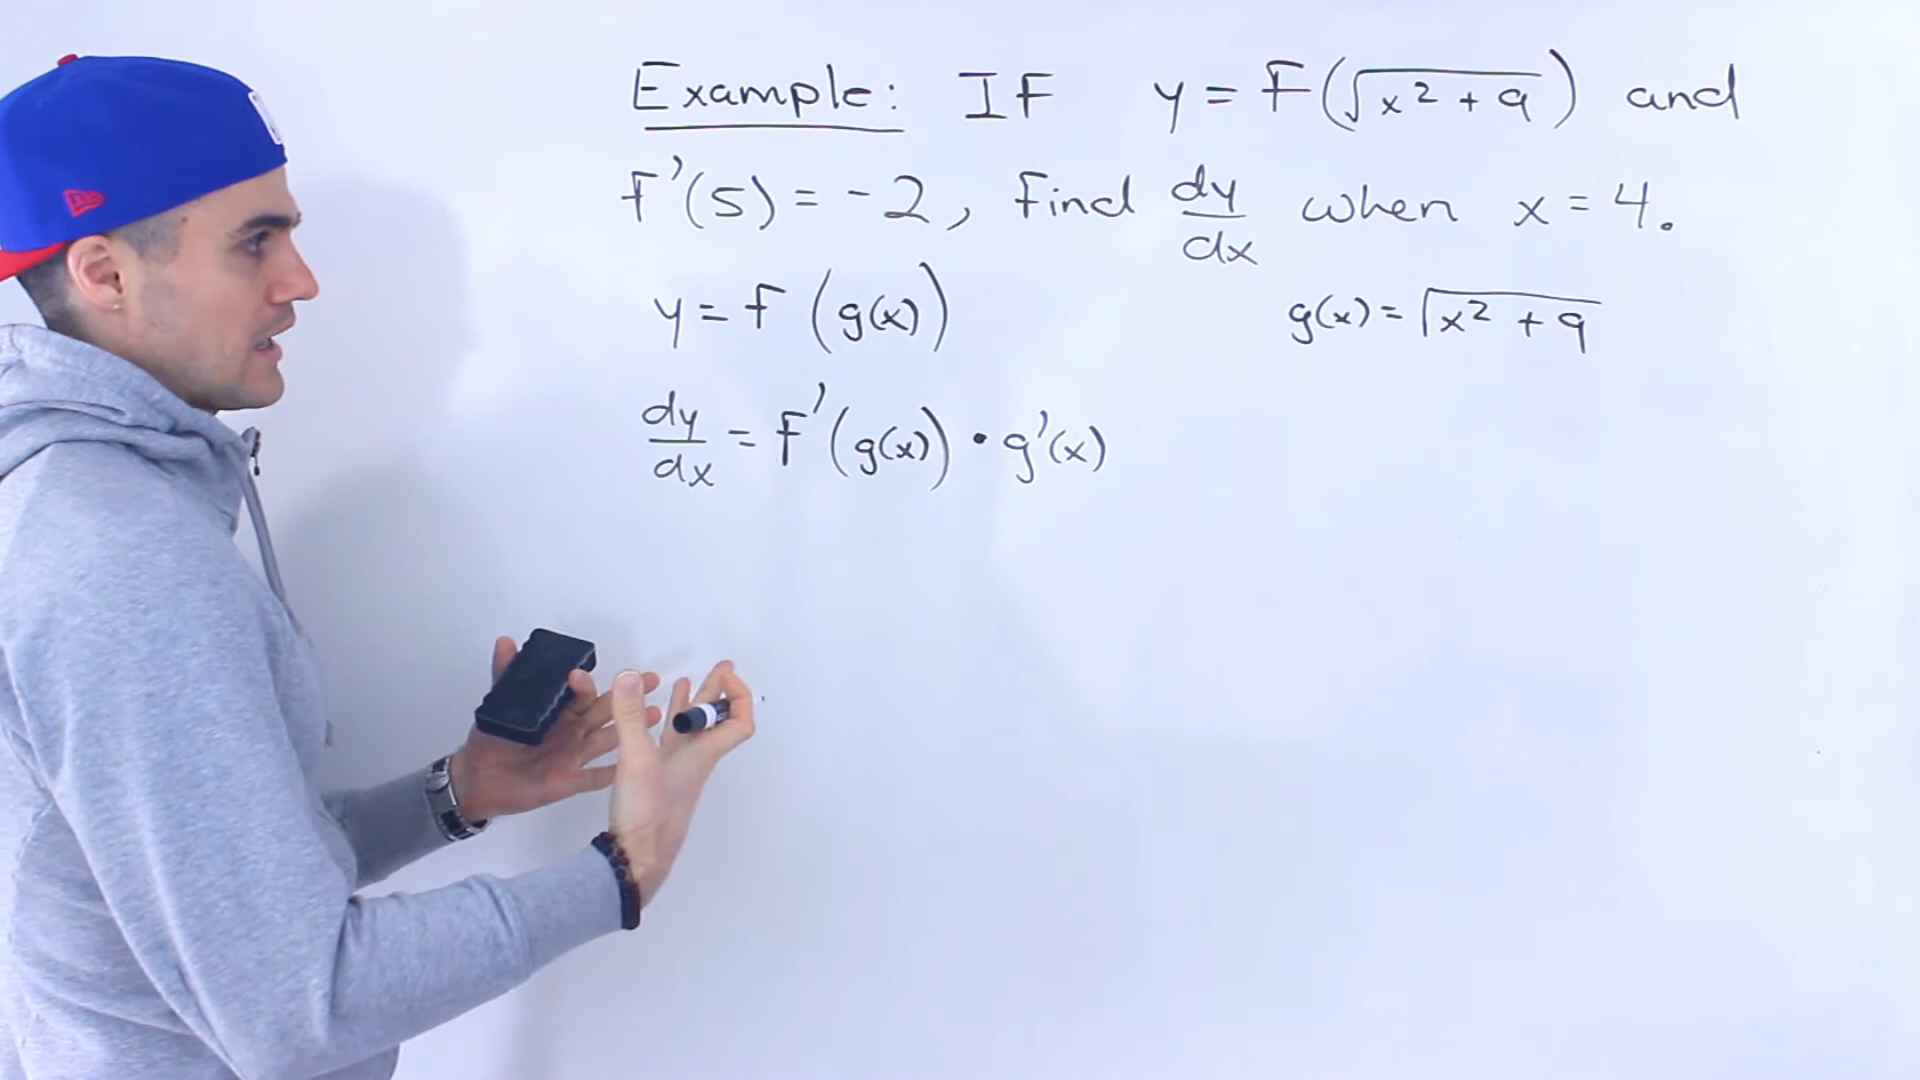 Example: IF y = F(√x² + 9) and
F'(5) = -2, find dy/dx when x = 4.
y = f(g(x)) g(x) = √x² + 9
dy/dx = F'(g(x)) • g'(x)